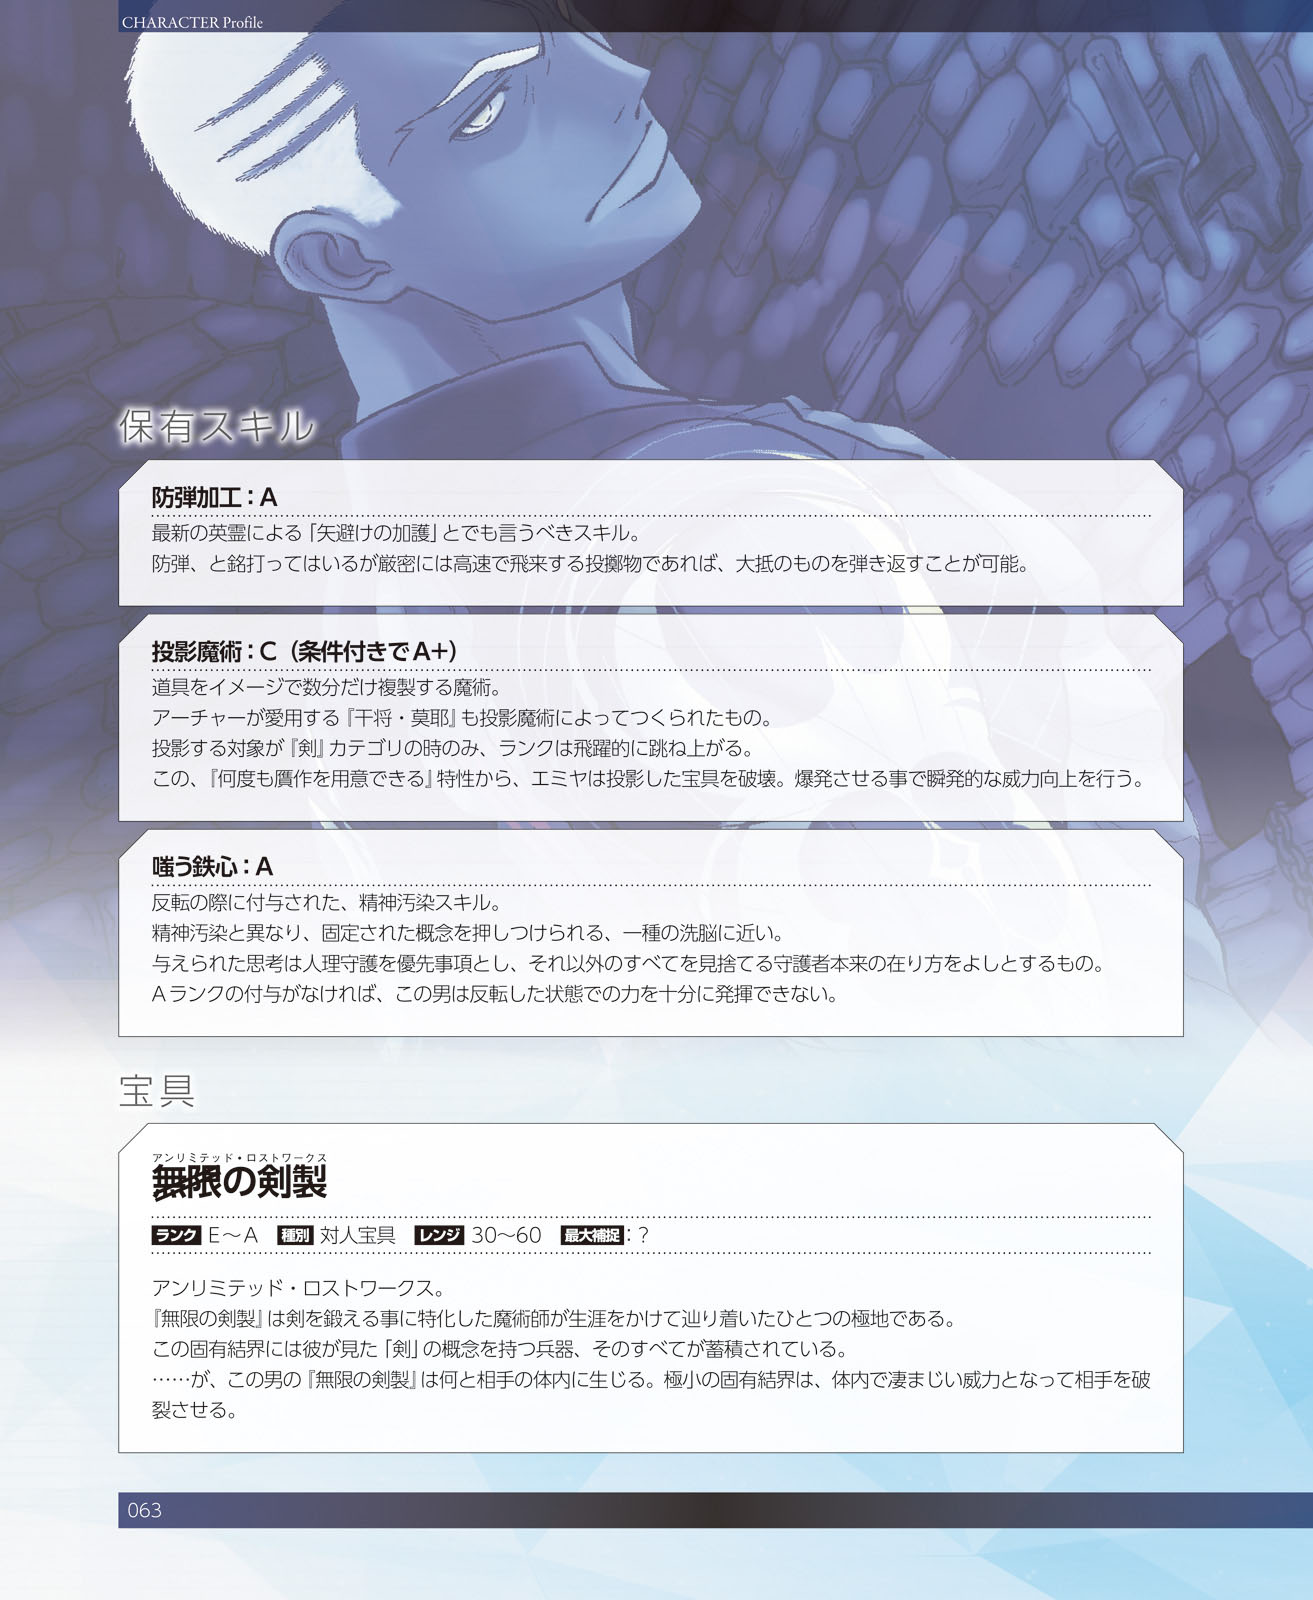 CHARACTER Profile
保有スキル
防弾加工：A
最新の英霊による「矢避けの加護」とでも言うべきスキル。
防弾、と銘打ってはいるが厳密には高速で飛来する投擲物であれば、大抵のものを弾き返すことが可能。
投影魔術：C（条件付きでA+）
道具をイメージで数分だけ複製する魔術。
アーチャーが愛用する『干将・莫耶』も投影魔術によってつくられたもの。
投影する対象が『剣』カテゴリの時のみ、ランクは飛躍的に跳ね上がる。
この、『何度も贋作を用意できる』特性から、エミヤは投影した宝具を破壊。爆発させる事で瞬発的な威力向上を行う。
嗤う鉄心：A
反転の際に付与された、精神汚染スキル。
精神汚染と異なり、固定された概念を押しつけられる、一種の洗脳に近い。
与えられた思考は人理守護を優先事項とし、それ以外のすべてを見捨てる守護者本来の在り方をよしとするもの。
Aランクの付与がなければ、この男は反転した状態での力を十分に発揮できない。
宝具
アンリミテッド・ロストワークス
無限の剣製
ランク E～A 種別 対人宝具 レンジ 30～60 最大補捉：？
アンリミテッド・ロストワークス。
『無限の剣製』は剣を鍛える事に特化した魔術師が生涯をかけて辿り着いたひとつの極地である。
この固有結界には彼が見た「剣」の概念を持つ兵器、そのすべてが蓄積されている。
……が、この男の『無限の剣製』は何と相手の体内に生じる。極小の固有結界は、体内で凄まじい威力となって相手を破
裂させる。
063